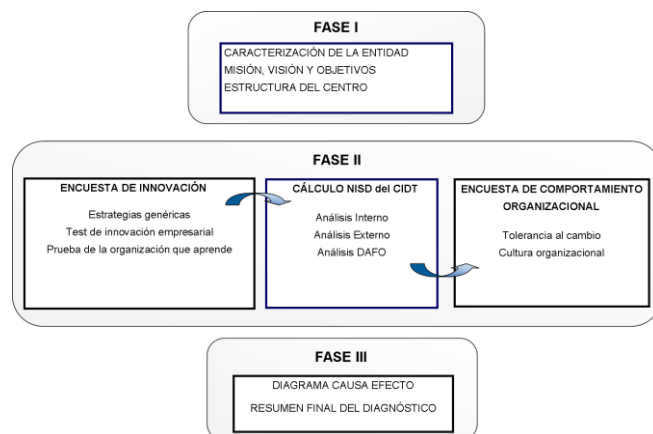 FASE I
CARACTERIZACIÓN DE LA ENTIDAD
MISIÓN, VISIÓN Y OBJETIVOS
ESTRUCTURA DEL CENTRO
FASE II
ENCUESTA DE INNOVACIÓN
Estrategias genéricas
Test de innovación empresarial
Prueba de la organización que aprende
CÁLCULO NISD del CIDT
Análisis Interno
Análisis Externo
Análisis DAFO
ENCUESTA DE COMPORTAMIENTO
ORGANIZACIONAL
Tolerancia al cambio
Cultura organizacional
FASE III
DIAGRAMA CAUSA EFECTO
RESUMEN FINAL DEL DIAGNÓSTICO